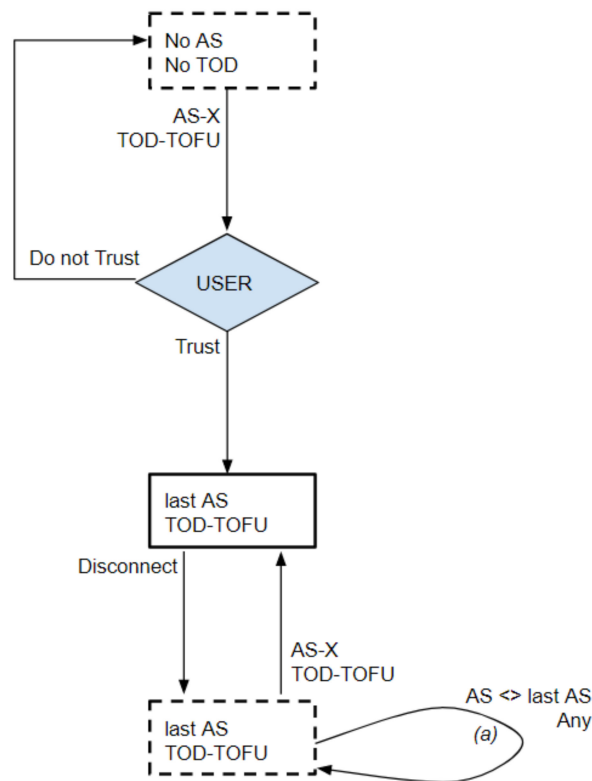 No AS
No TOD
AS-X
TOD-TOFU
Do not Trust
USER
Trust
last AS
TOD-TOFU
Disconnect
AS-X
TOD-TOFU
last AS
TOD-TOFU
AS <> last AS
Any
(a)